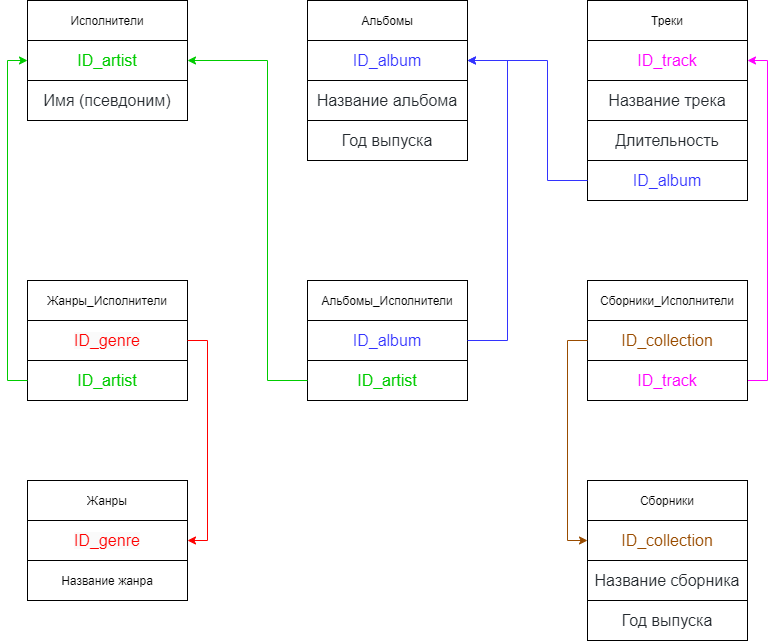 Исполнители
ID_artist
Имя (псевдоним)
Альбомы
ID_album
Название альбома
Год выпуска
Треки
ID_track
Название трека
Длительность
ID_album
Жанры_Исполнители
ID_genre
ID_artist
Альбомы_Исполнители
ID_album
ID_artist
Сборники_Исполнители
ID_collection
ID_track
Жанры
ID_genre
Название жанра
Сборники
ID_collection
Название сборника
Год выпуска